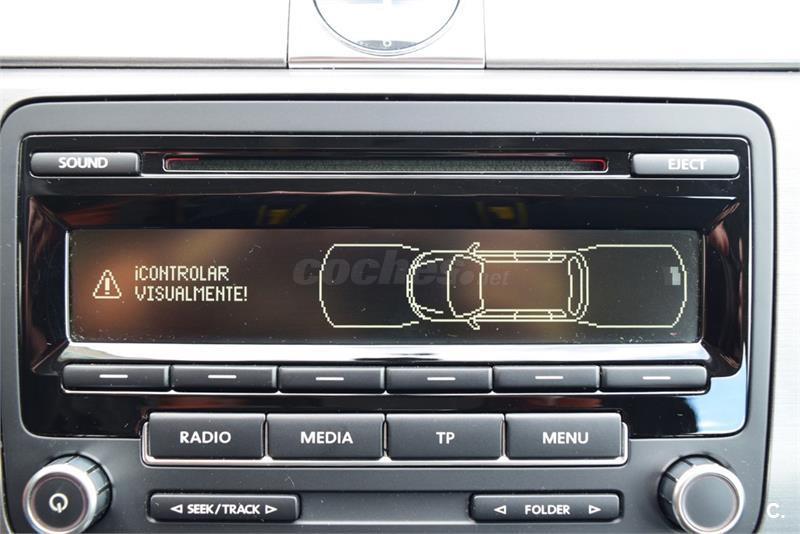 SOUND
EJECT
¡CONTROLAR
VISUALMENTE!
coches.net
RADIO
MEDIA
TP
MENU
SEEK/TRACK
FOLDER
C.